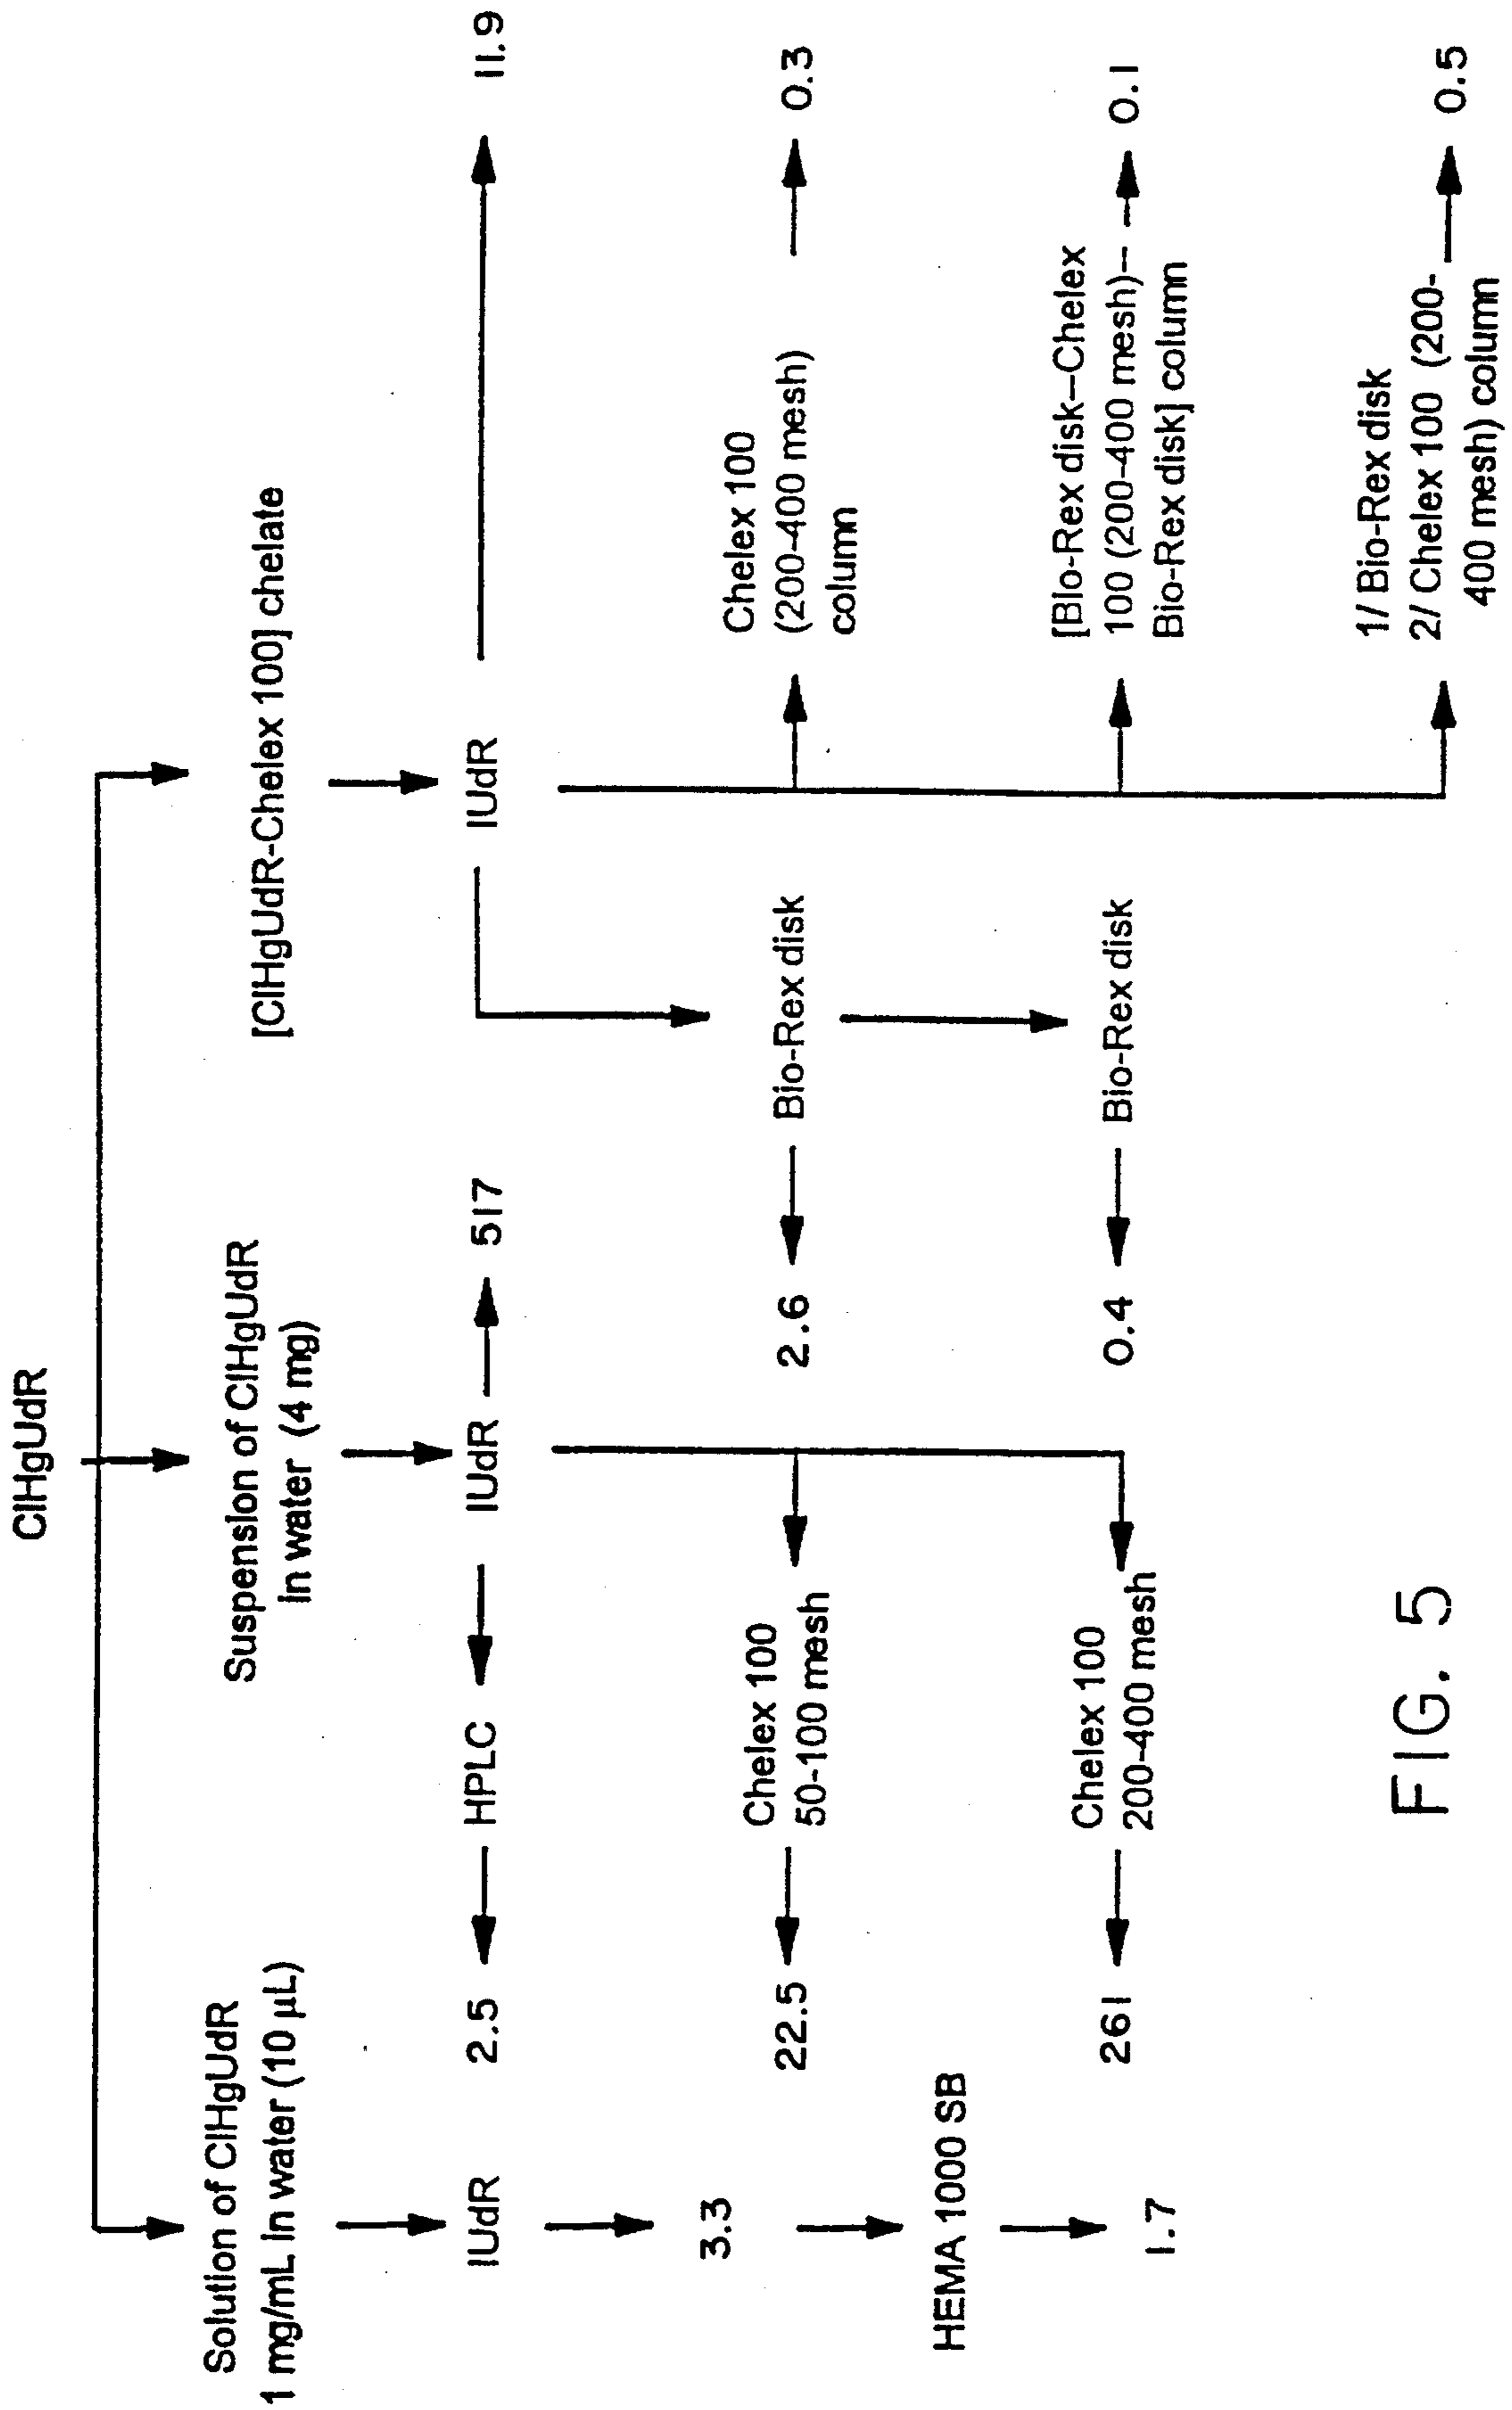 ClHgUdR
Solution of ClHgUdR
1 mg/mL in water (10 µL)
Suspension of ClHgUdR
in water (4 mg)
[ClHgUdR-Chelex 100] chelate
IUdR
2.5
HPLC
IUdR
517
IUdR
11.9
3.3
22.5
Chelex 100
50-100 mesh
2.6
Bio-Rex disk
Chelex 100
(200-400 mesh)
column
0.3
HEMA 1000 SB
1.7
261
Chelex 100
200-400 mesh
0.4
Bio-Rex disk
[Bio-Rex disk--Chelex
100 (200-400 mesh)--
Bio-Rex disk] column
0.1
1/ Bio-Rex disk
2/ Chelex 100 (200-
400 mesh) column
0.5
FIG. 5